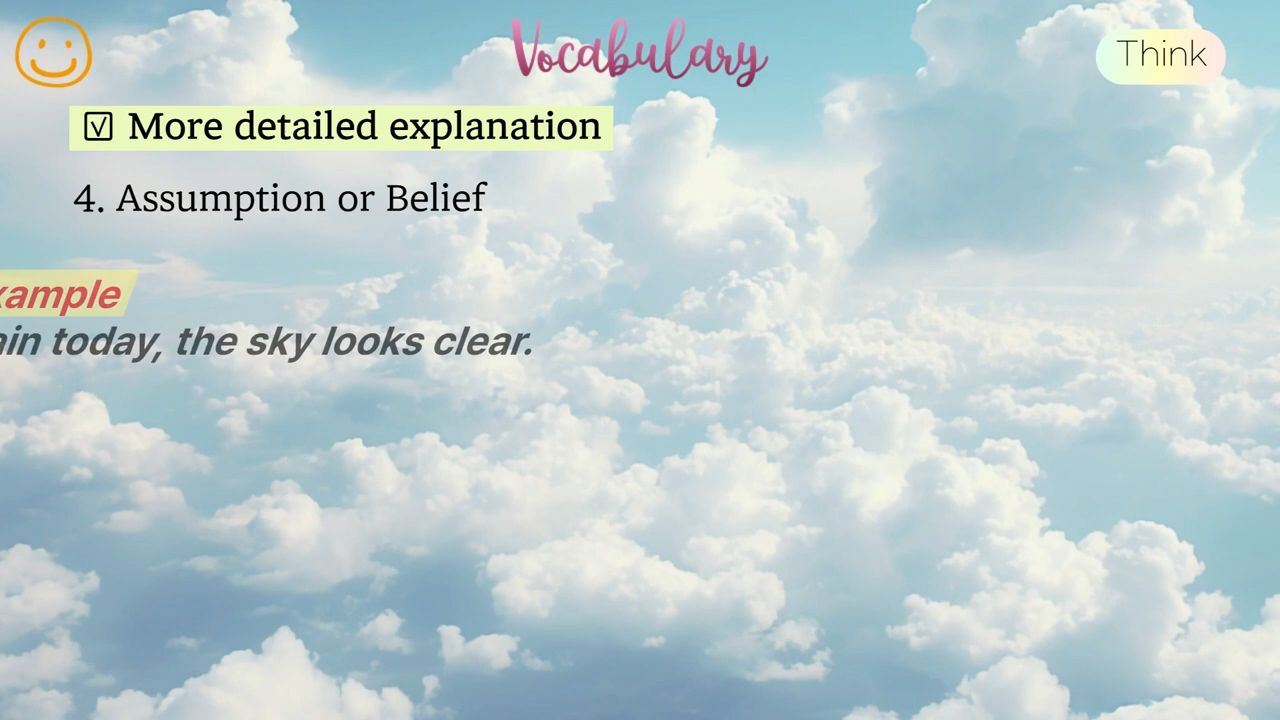 Vocabulary
Think
☑ More detailed explanation
4. Assumption or Belief
xample
in today, the sky looks clear.